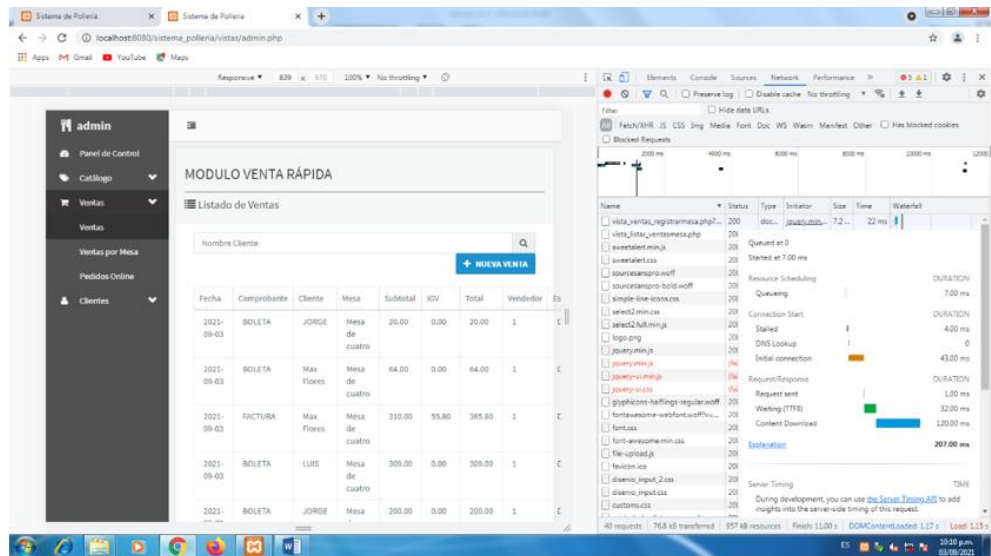 Sistema de Polleria
Sistema de Polleria
localhost:8080/sistema_polleria/vistas/admin.php
Apps Gmail YouTube Maps
Responsive 839 x 670 100% No throttling
Elements Console Sources Network Performance
5 1
Preserve log Disable cache No throttling
Filter Hide data URLs
All Fetch/XHR JS CSS Img Media Font Doc WS Wasm Manifest Other Has blocked cookies
Blocked Requests
2000 ms 4000 ms 6000 ms 8000 ms 10000 ms 12000
admin
Panel de Control
Catálogo
Ventas
Ventas
Ventas por Mesa
Pedidos Online
Clientes
MODULO VENTA RÁPIDA
Listado de Ventas
Nombre Cliente
+ NUEVA VENTA
Fecha Comprobante Cliente Mesa Subtotal IGV Total Vendedor Es
2021-09-03 BOLETA JORGE Mesa de cuatro 20.00 0.00 20.00 1
2021-09-03 BOLETA Max Flores Mesa de cuatro 64.00 0.00 64.00 1
2021-09-03 FACTURA Max Flores Mesa de cuatro 310.00 55.80 365.80 1
2021-09-03 BOLETA LUIS Mesa de cuatro 309.00 0.00 309.00 1
2021- BOLETA JORGE Mesa 200.00 0.00 200.00 1
Name Status Type Initiator Size Time Waterfall
vista_ventas_registrarmesa.php?... 200 doc... jquery.min... 7.2 ... 22 ms
vista_listar_ventasmesa.php
sweetalert.min.js
sweetalert.css
sourcesanspro.woff
sourcesanspro-bold.woff
simple-line-icons.css
select2.min.css
select2.full.min.js
logo.png
jquery.min.js
jquery.min.js
jquery-ui.min.js
jquery-ui.css
glyphicons-halflings-regular.woff
fontawesome-webfont.woff?v=...
font.css
font-awesome.min.css
file-upload.js
favicon.ico
disenio_input_2.css
disenio_input.css
customs.css
Queued at 0
Started at 7.00 ms
Resource Scheduling DURATION
Queueing 7.00 ms
Connection Start DURATION
Stalled 4.00 ms
DNS Lookup 0
Initial connection 43.00 ms
Request/Response DURATION
Request sent 1.00 ms
Waiting (TTFB) 32.00 ms
Content Download 120.00 ms
Explanation 207.00 ms
Server Timing TIME
During development, you can use the Server Timing API to add
insights into the server-side timing of this request.
40 requests 76.8 kB transferred 957 kB resources Finish: 11.00 s DOMContentLoaded: 1.17 s Load: 1.15 s
ES 10:10 p.m.
03/09/2021